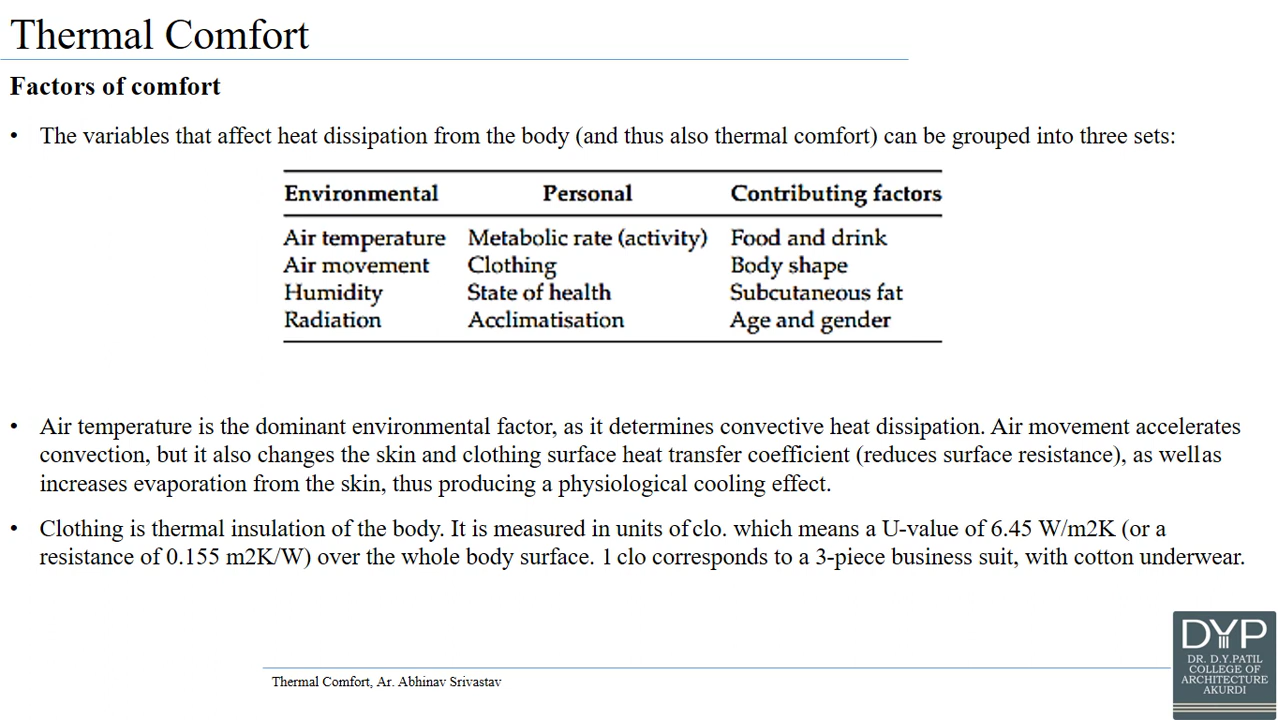 Thermal Comfort
Factors of comfort
• The variables that affect heat dissipation from the body (and thus also thermal comfort) can be grouped into three sets:
Environmental Personal Contributing factors
Air temperature Metabolic rate (activity) Food and drink
Air movement Clothing Body shape
Humidity State of health Subcutaneous fat
Radiation Acclimatisation Age and gender
• Air temperature is the dominant environmental factor, as it determines convective heat dissipation. Air movement accelerates
convection, but it also changes the skin and clothing surface heat transfer coefficient (reduces surface resistance), as well as
increases evaporation from the skin, thus producing a physiological cooling effect.
• Clothing is thermal insulation of the body. It is measured in units of clo. which means a U-value of 6.45 W/m2K (or a
resistance of 0.155 m2K/W) over the whole body surface. 1 clo corresponds to a 3-piece business suit, with cotton underwear.
Thermal Comfort, Ar. Abhinav Srivastav
DYP
DR. D.Y.PATIL
COLLEGE OF
ARCHITECTURE
AKURDI